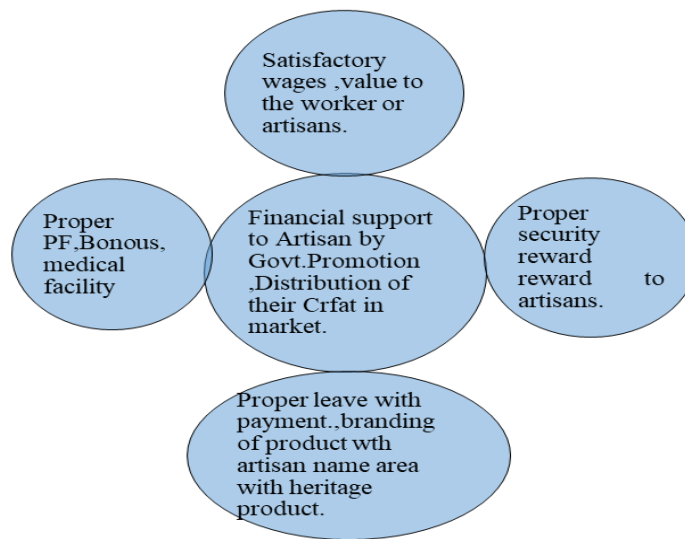 Satisfactory
wages ,value to
the worker or
artisans.
Proper
PF,Bonous,
medical
facility
Financial support
to Artisan by
Govt.Promotion
,Distribution of
their Crfat in
market.
Proper
security
reward
reward to
artisans.
Proper leave with
payment.,branding
of product wth
artisan name area
with heritage
product.